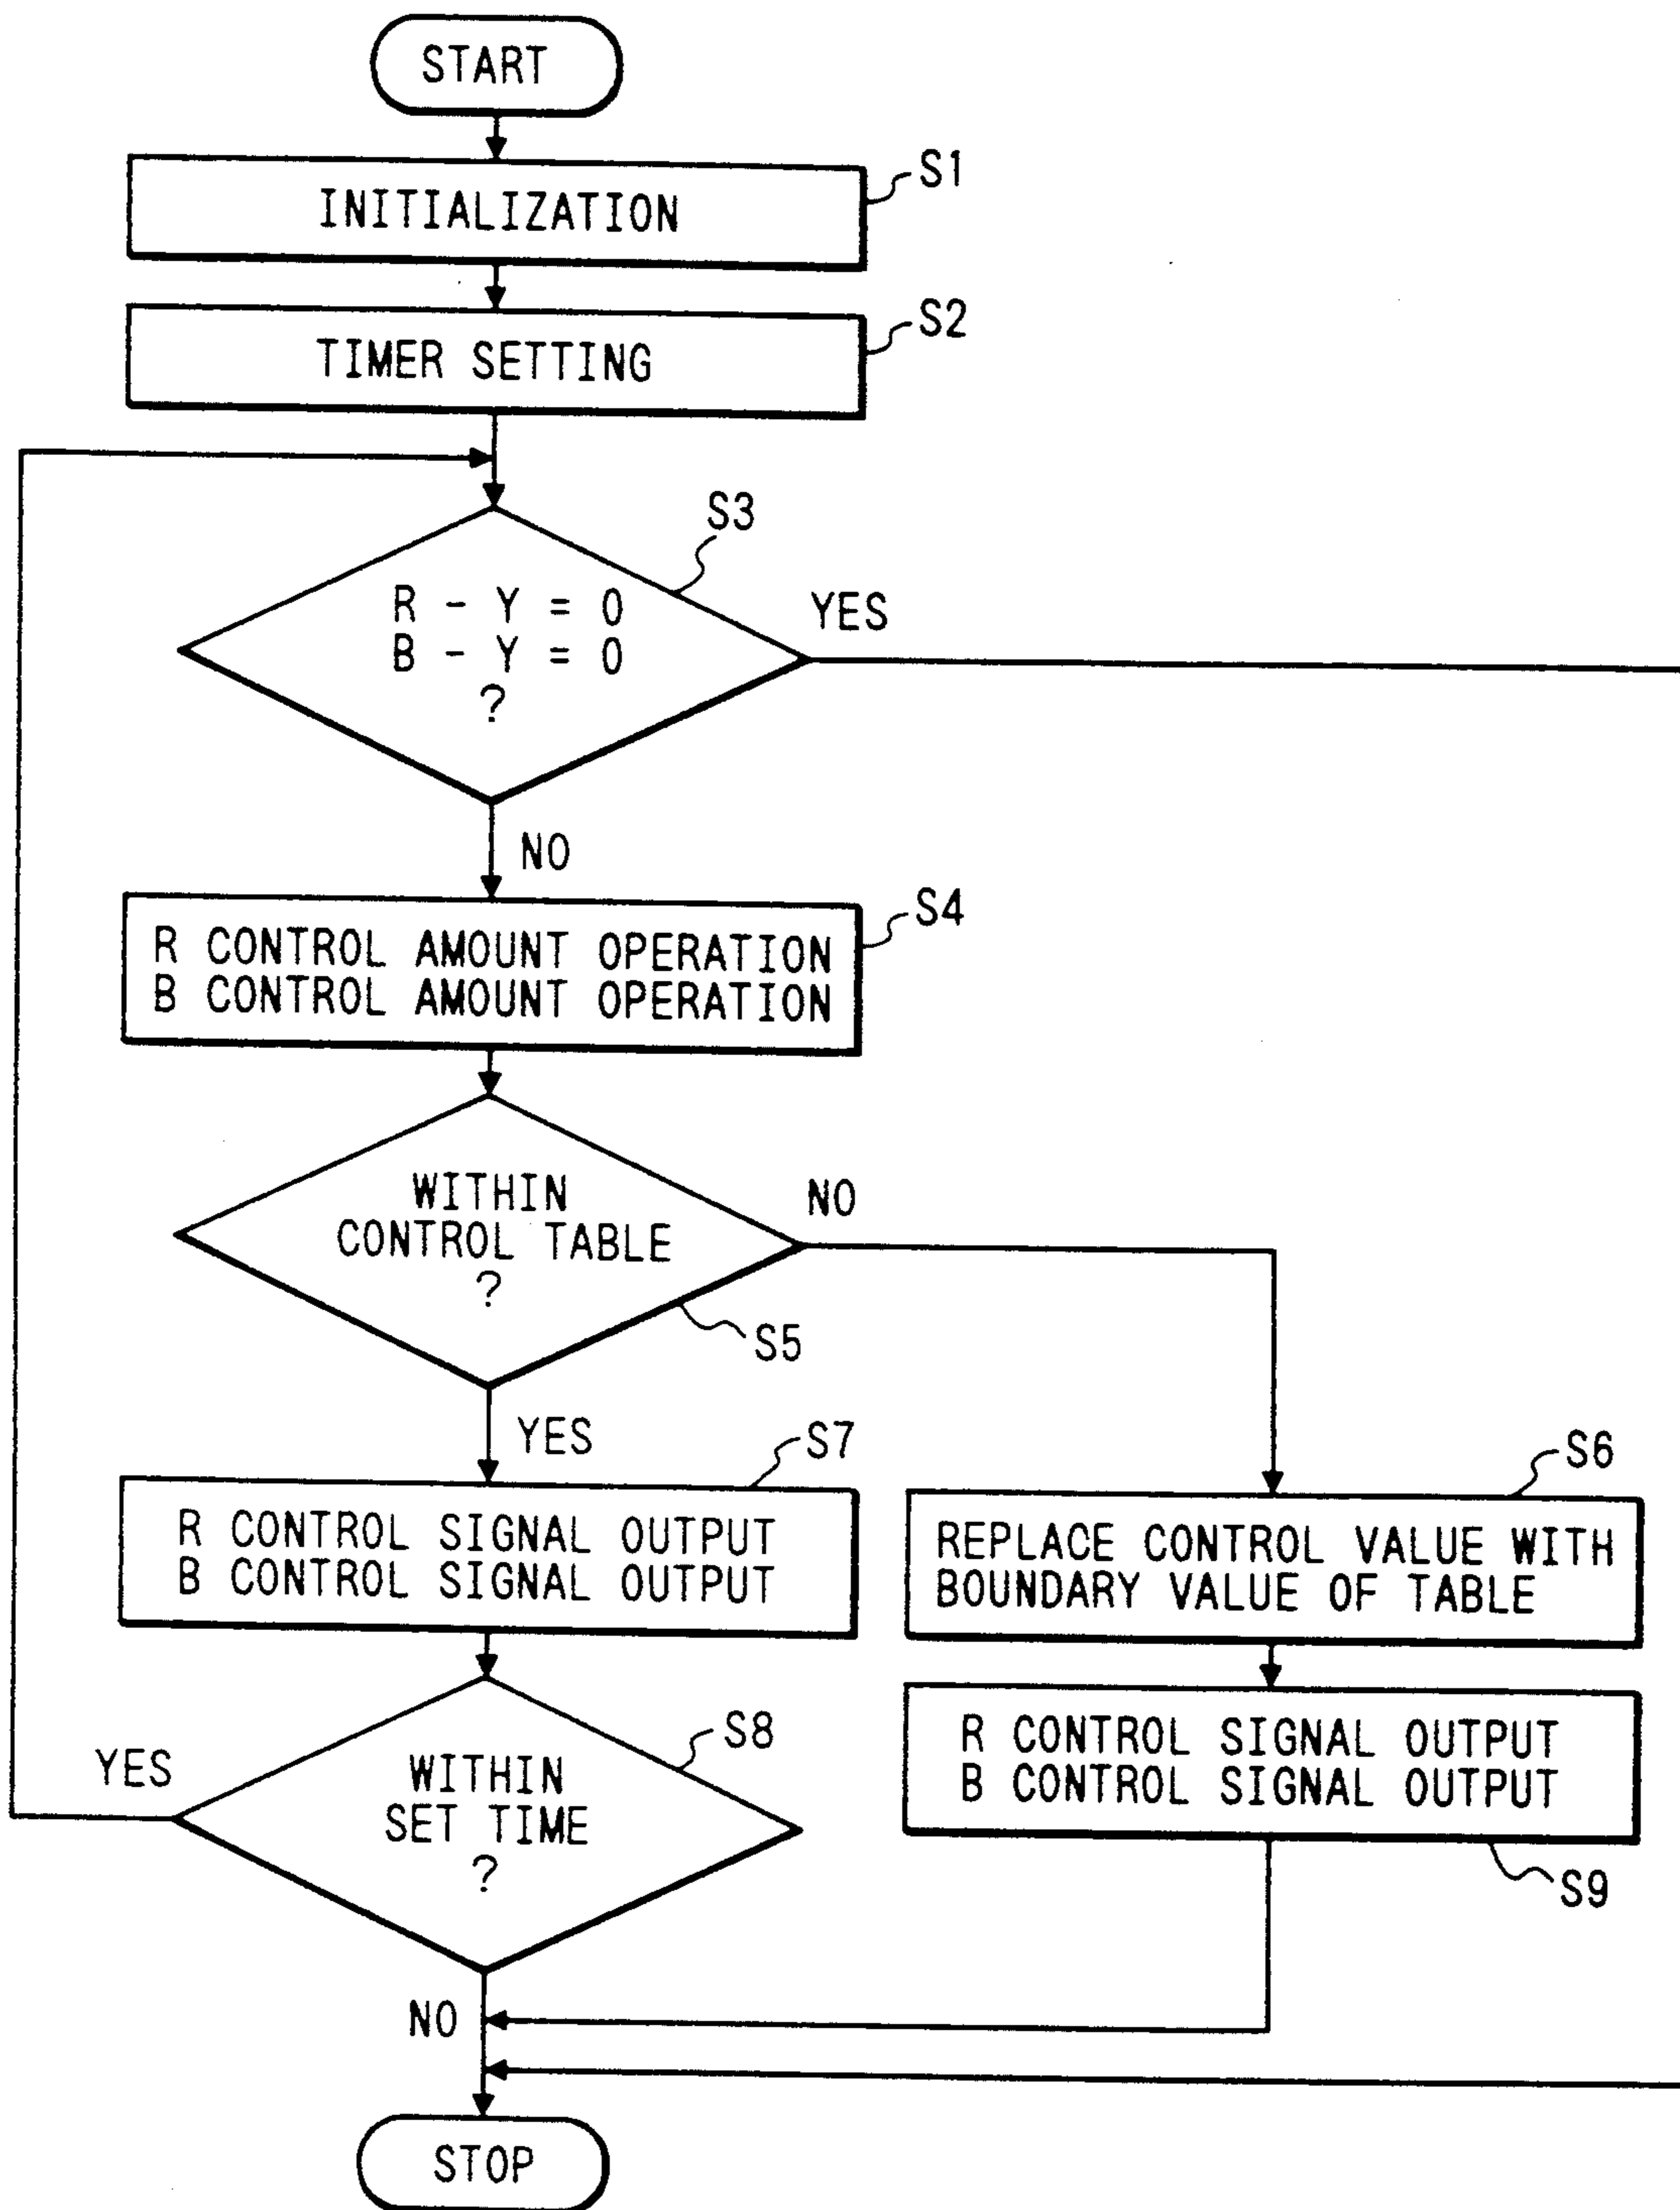 START
S1
INITIALIZATION
S2
TIMER SETTING
S3
R - Y = 0
B - Y = 0
?
YES
NO
S4
R CONTROL AMOUNT OPERATION
B CONTROL AMOUNT OPERATION
WITHIN
CONTROL TABLE
?
NO
S5
YES
S7
R CONTROL SIGNAL OUTPUT
B CONTROL SIGNAL OUTPUT
S6
REPLACE CONTROL VALUE WITH
BOUNDARY VALUE OF TABLE
S8
YES
WITHIN
SET TIME
?
R CONTROL SIGNAL OUTPUT
B CONTROL SIGNAL OUTPUT
S9
NO
STOP